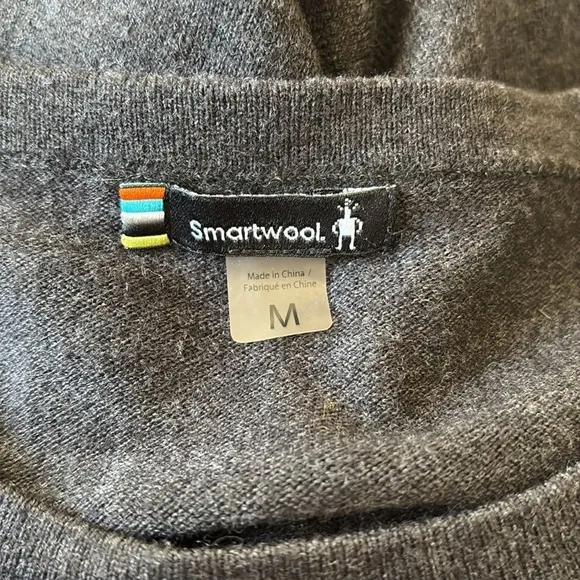 Smartwool.
Made in China /
Fabriqué en Chine
M